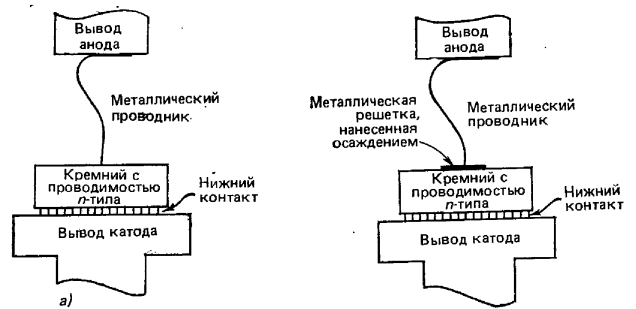 Вывод
анода
Металлический
проводник
Кремний с
проводимостью
n-типа
Нижний
контакт
Вывод катода
а)
Вывод
анода
Металлическая
решетка,
нанесенная
осаждением
Металлический
проводник
Кремний с
проводимостью
n-типа
Нижний
контакт
Вывод катода